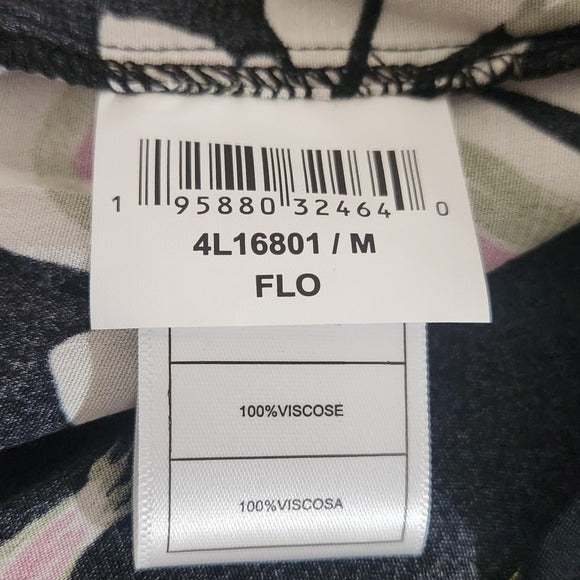 1 95880 32464 0
4L16801 / M
FLO
100%VISCOSE
100%VISCOSA